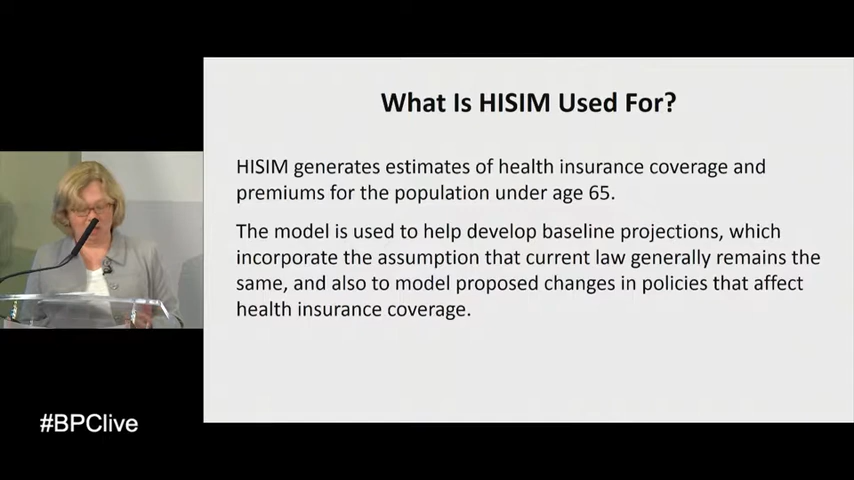 What Is HISIM Used For?
HISIM generates estimates of health insurance coverage and
premiums for the population under age 65.
The model is used to help develop baseline projections, which
incorporate the assumption that current law generally remains the
same, and also to model proposed changes in policies that affect
health insurance coverage.
#BPClive